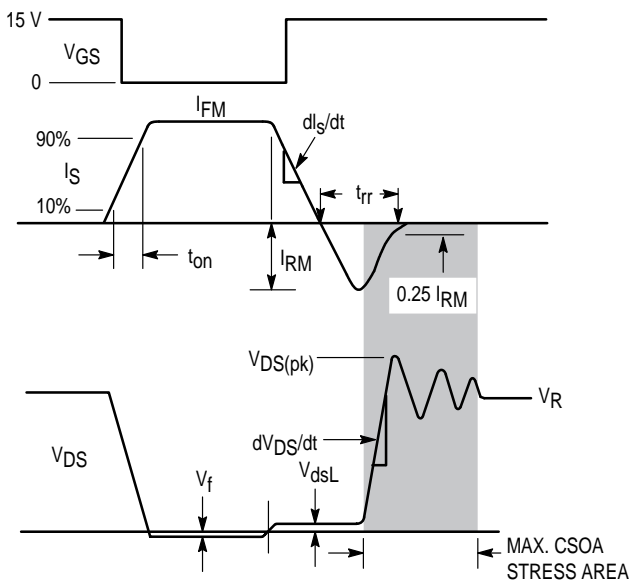 15 V
VGS
0
IFM
90%
dIS/dt
IS
trr
10%
ton
IRM
0.25 IRM
VDS(pk)
VR
dVDS/dt
VdsL
VDS
Vf
MAX. CSOA
STRESS AREA